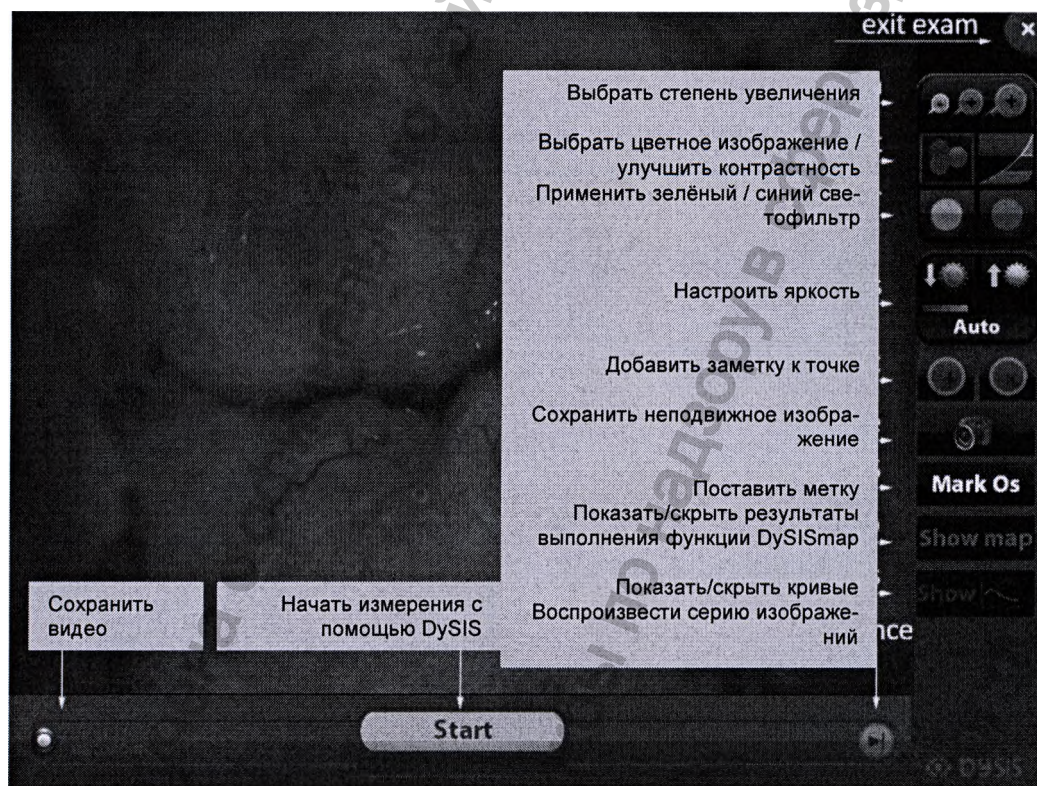 exit exam
Выбрать степень увеличения
Выбрать цветное изображение /
улучшить контрастность
Применить зелёный / синий све-
тофильтр
Настроить яркость
Auto
Добавить заметку к точке
Сохранить неподвижное изобра-
жение
Поставить метку
Mark Os
Показать/скрыть результаты
выполнения функции DySISmap
Show map
Показать/скрыть кривые
Show
Воспроизвести серию изображе-
ний
nce
Сохранить
видео
Начать измерения с
помощью DySIS
Start
DYSIS